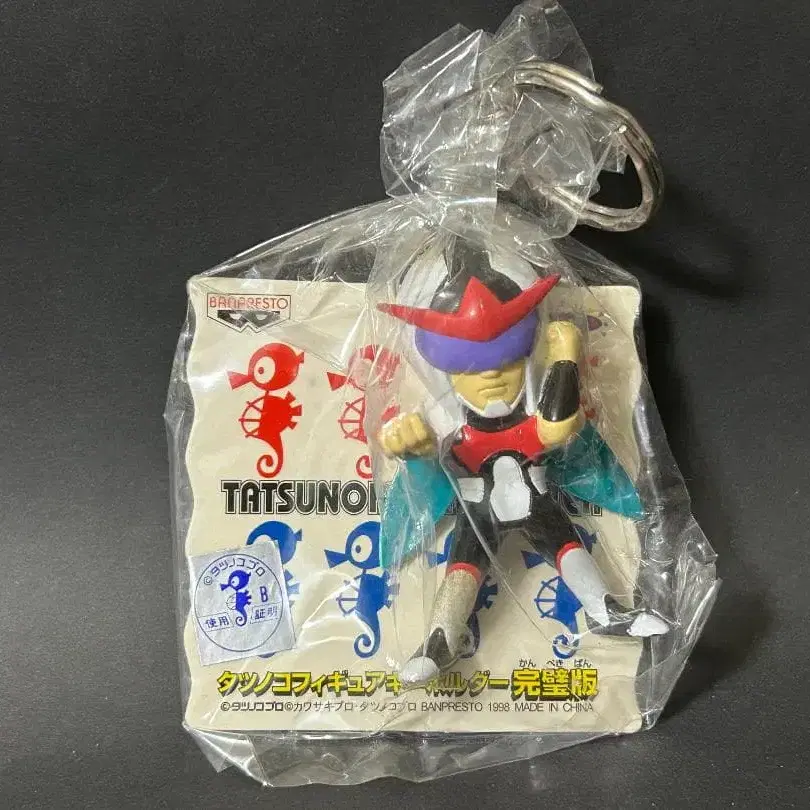 BANPRESTO
TATSUNO
©タツノコプロ
B
使用 証明
タツノコフィギュアキーホルダー完璧版
かんぺきばん
©タツノコプロ©カワサキプロ・タツノコプロ BANPRESTO 1998 MADE IN CHINA